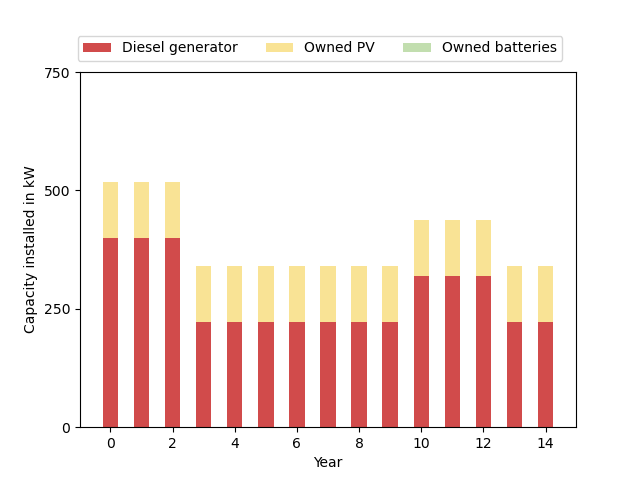 Diesel generator Owned PV Owned batteries
750
500
250
0
Capacity installed in kW
0 2 4 6 8 10 12 14
Year